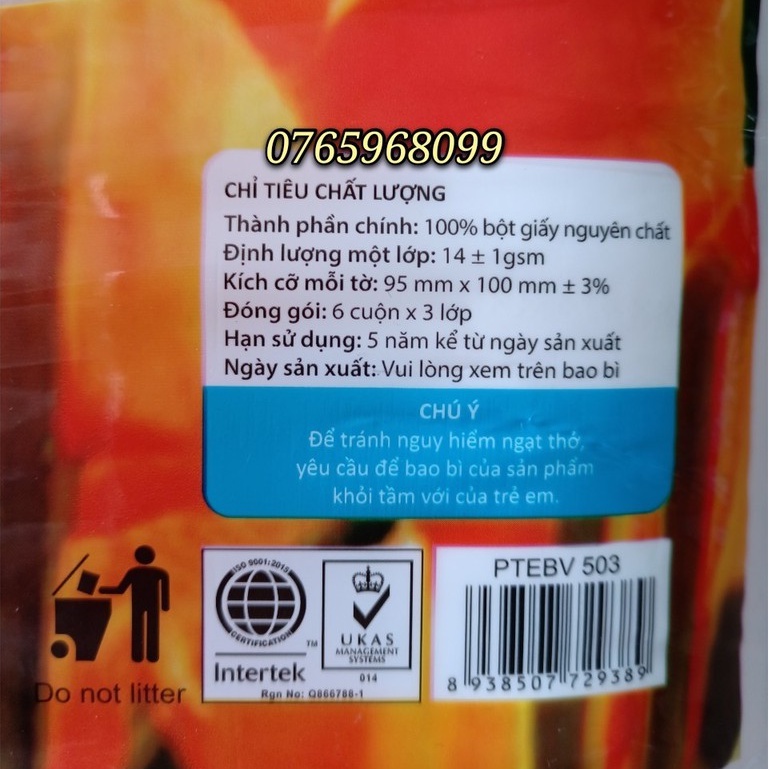 0765968099
CHỈ TIÊU CHẤT LƯỢNG
Thành phần chính: 100% bột giấy nguyên chất
Định lượng một lớp: 14 ± 1gsm
Kích cỡ mỗi tờ: 95 mm x 100 mm ± 3%
Đóng gói: 6 cuộn x 3 lớp
Hạn sử dụng: 5 năm kể từ ngày sản xuất
Ngày sản xuất: Vui lòng xem trên bao bì
CHÚ Ý
Để tránh nguy hiểm ngạt thở,
yêu cầu để bao bì của sản phẩm
khỏi tầm với của trẻ em.
Do not litter
ISO 9001:2015
CERTIFICATION
TM
Intertek
UKAS
MANAGEMENT
SYSTEMS
014
Rgn No: Q866788-1
PTEBV 503
8 938507 729389